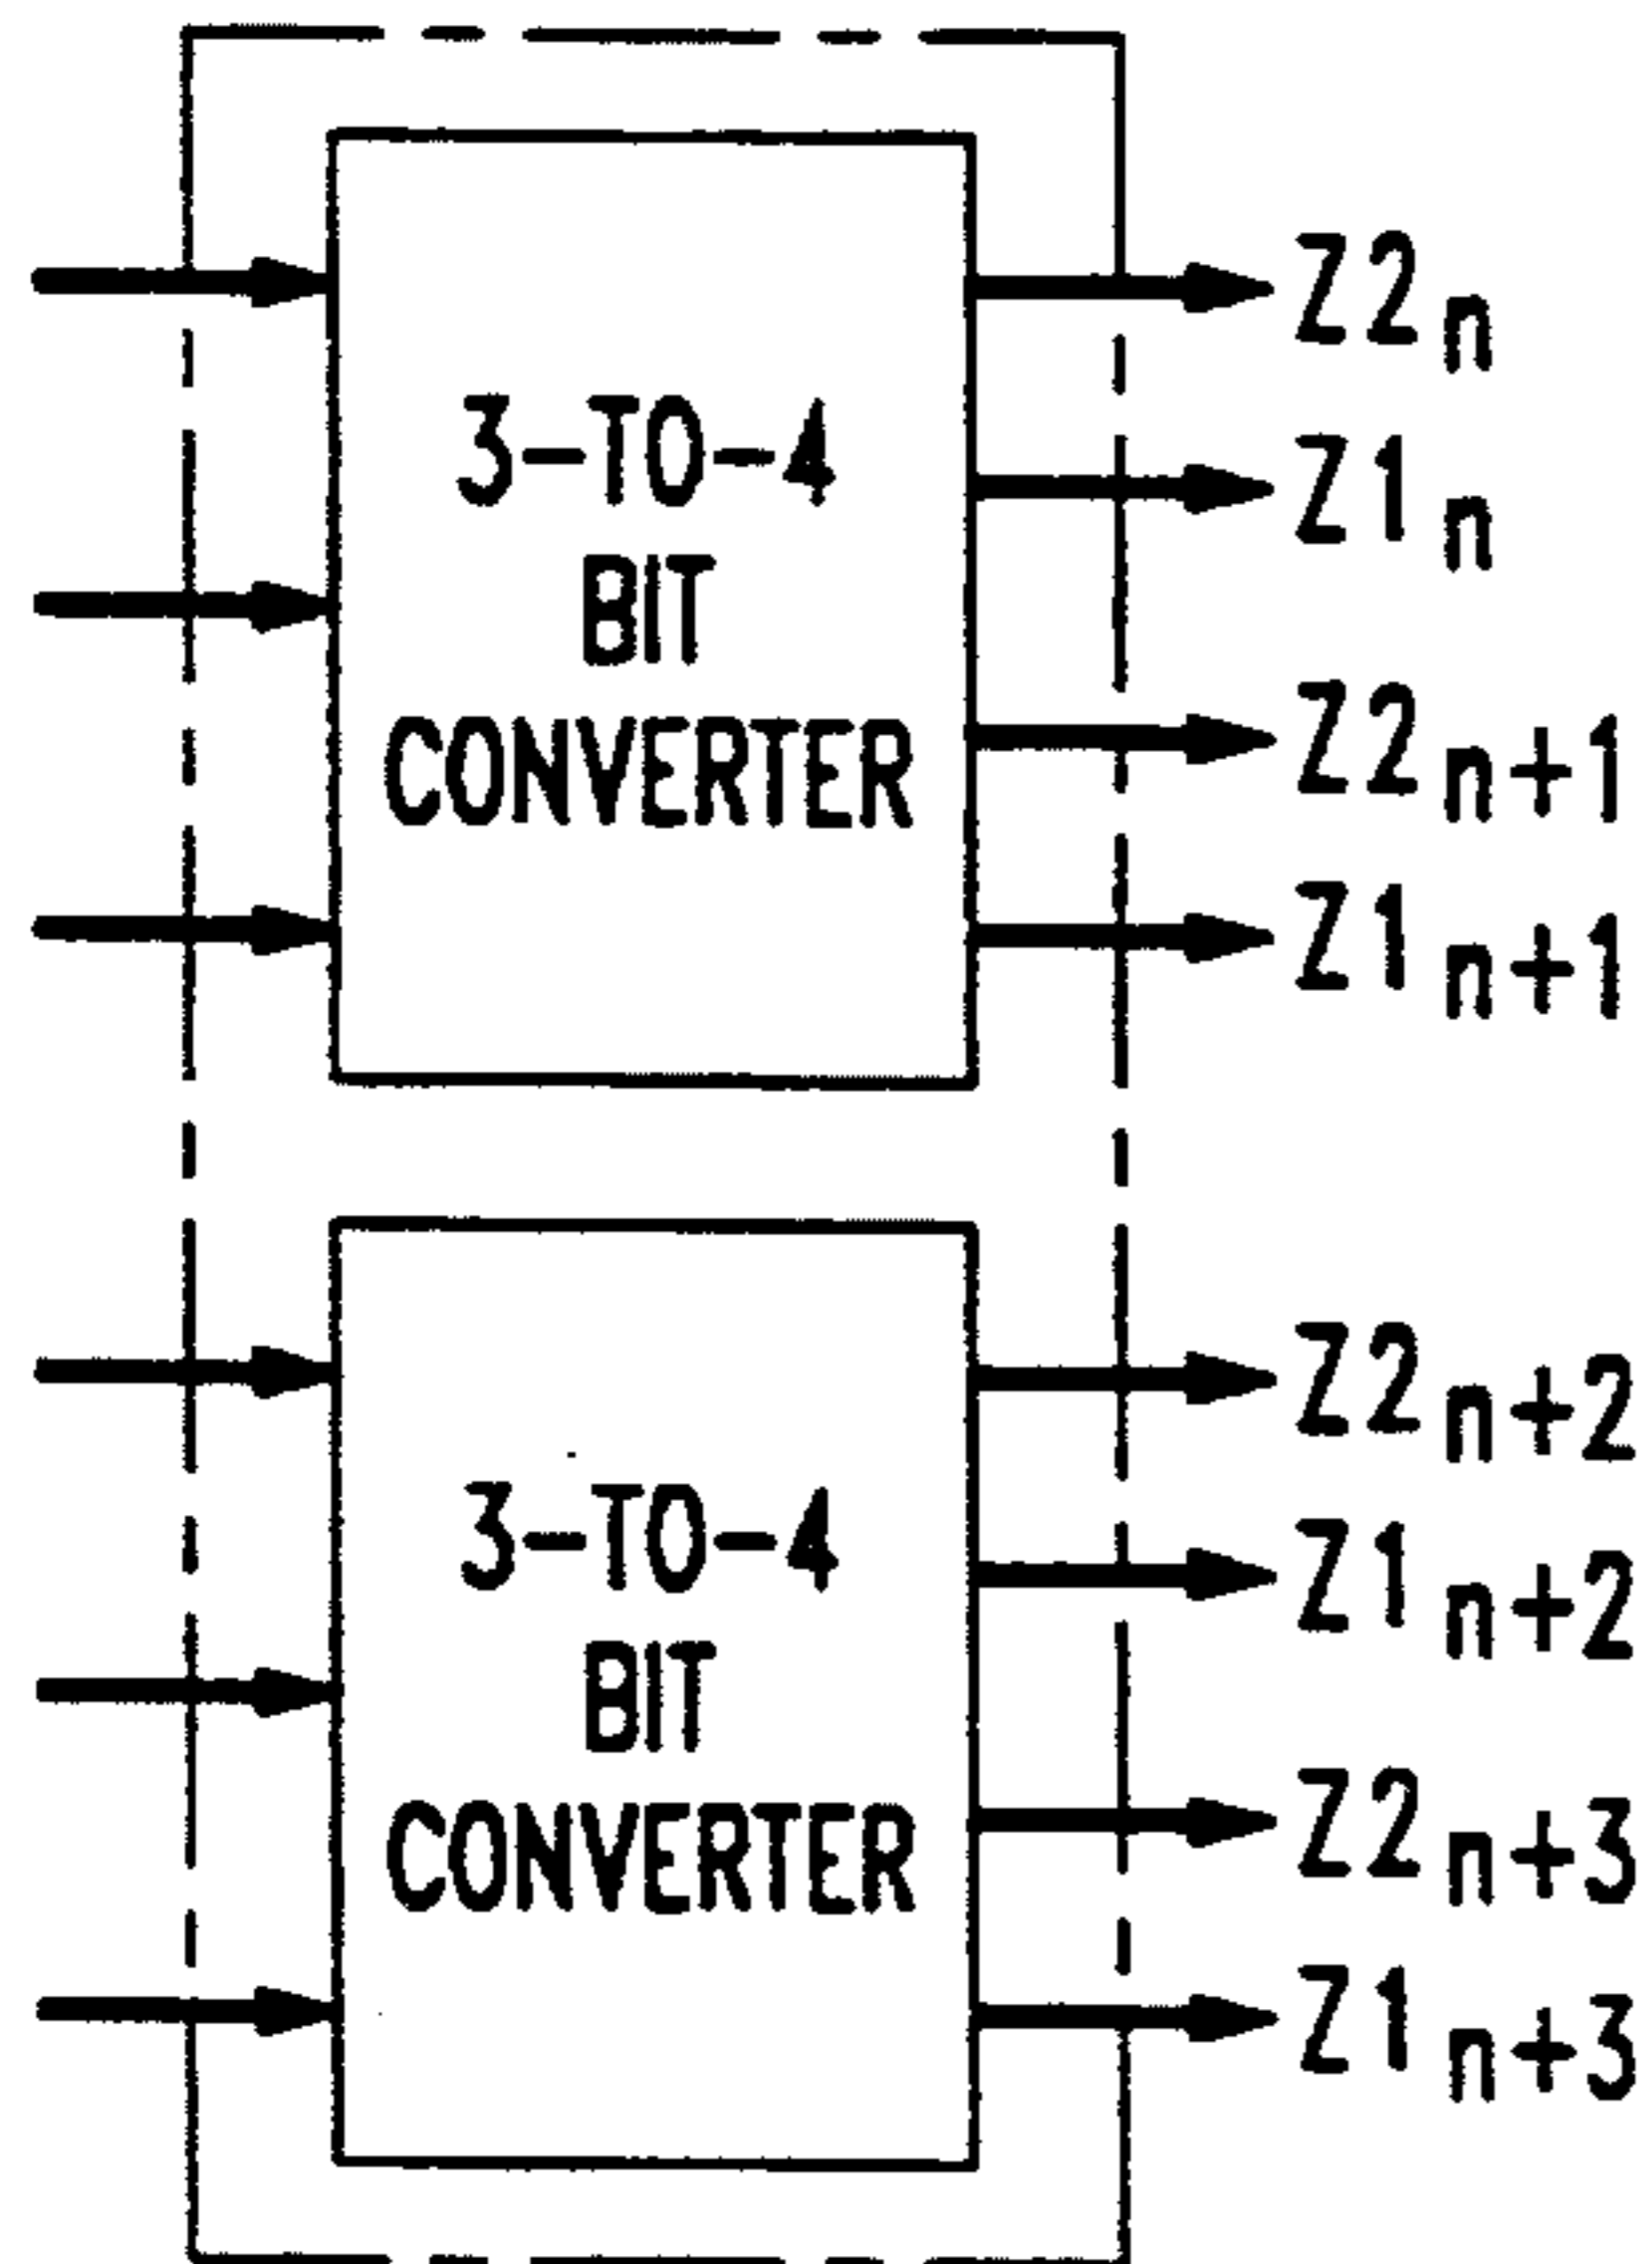 3-TO-4
BIT
CONVERTER
Z2n
Z1n
Z2n+1
Z1n+1
3-TO-4
BIT
CONVERTER
Z2n+2
Z1n+2
Z2n+3
Z1n+3